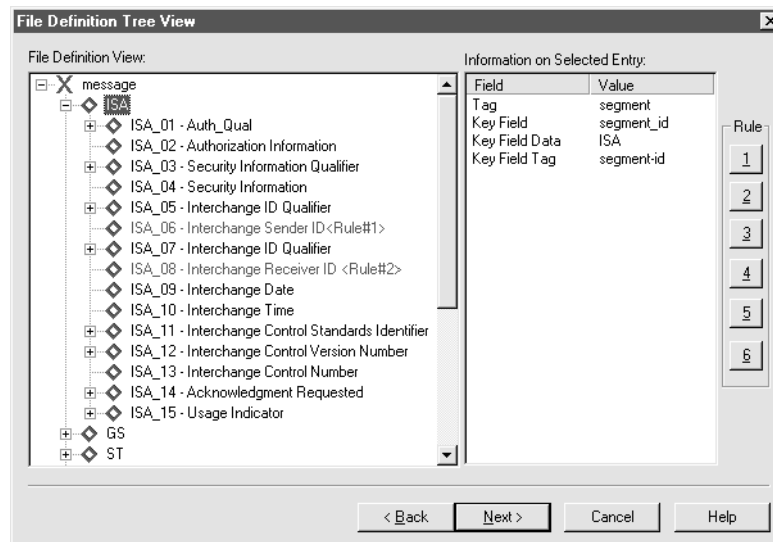 File Definition Tree View
File Definition View:
message
ISA
ISA_01 - Auth_Qual
ISA_02 - Authorization Information
ISA_03 - Security Information Qualifier
ISA_04 - Security Information
ISA_05 - Interchange ID Qualifier
ISA_06 - Interchange Sender ID<Rule#1>
ISA_07 - Interchange ID Qualifier
ISA_08 - Interchange Receiver ID <Rule#2>
ISA_09 - Interchange Date
ISA_10 - Interchange Time
ISA_11 - Interchange Control Standards Identifier
ISA_12 - Interchange Control Version Number
ISA_13 - Interchange Control Number
ISA_14 - Acknowledgment Requested
ISA_15 - Usage Indicator
GS
ST
Information on Selected Entry:
Field Value
Tag segment
Key Field segment_id
Key Field Data ISA
Key Field Tag segment-id
Rule
1
2
3
4
5
6
< Back Next > Cancel Help